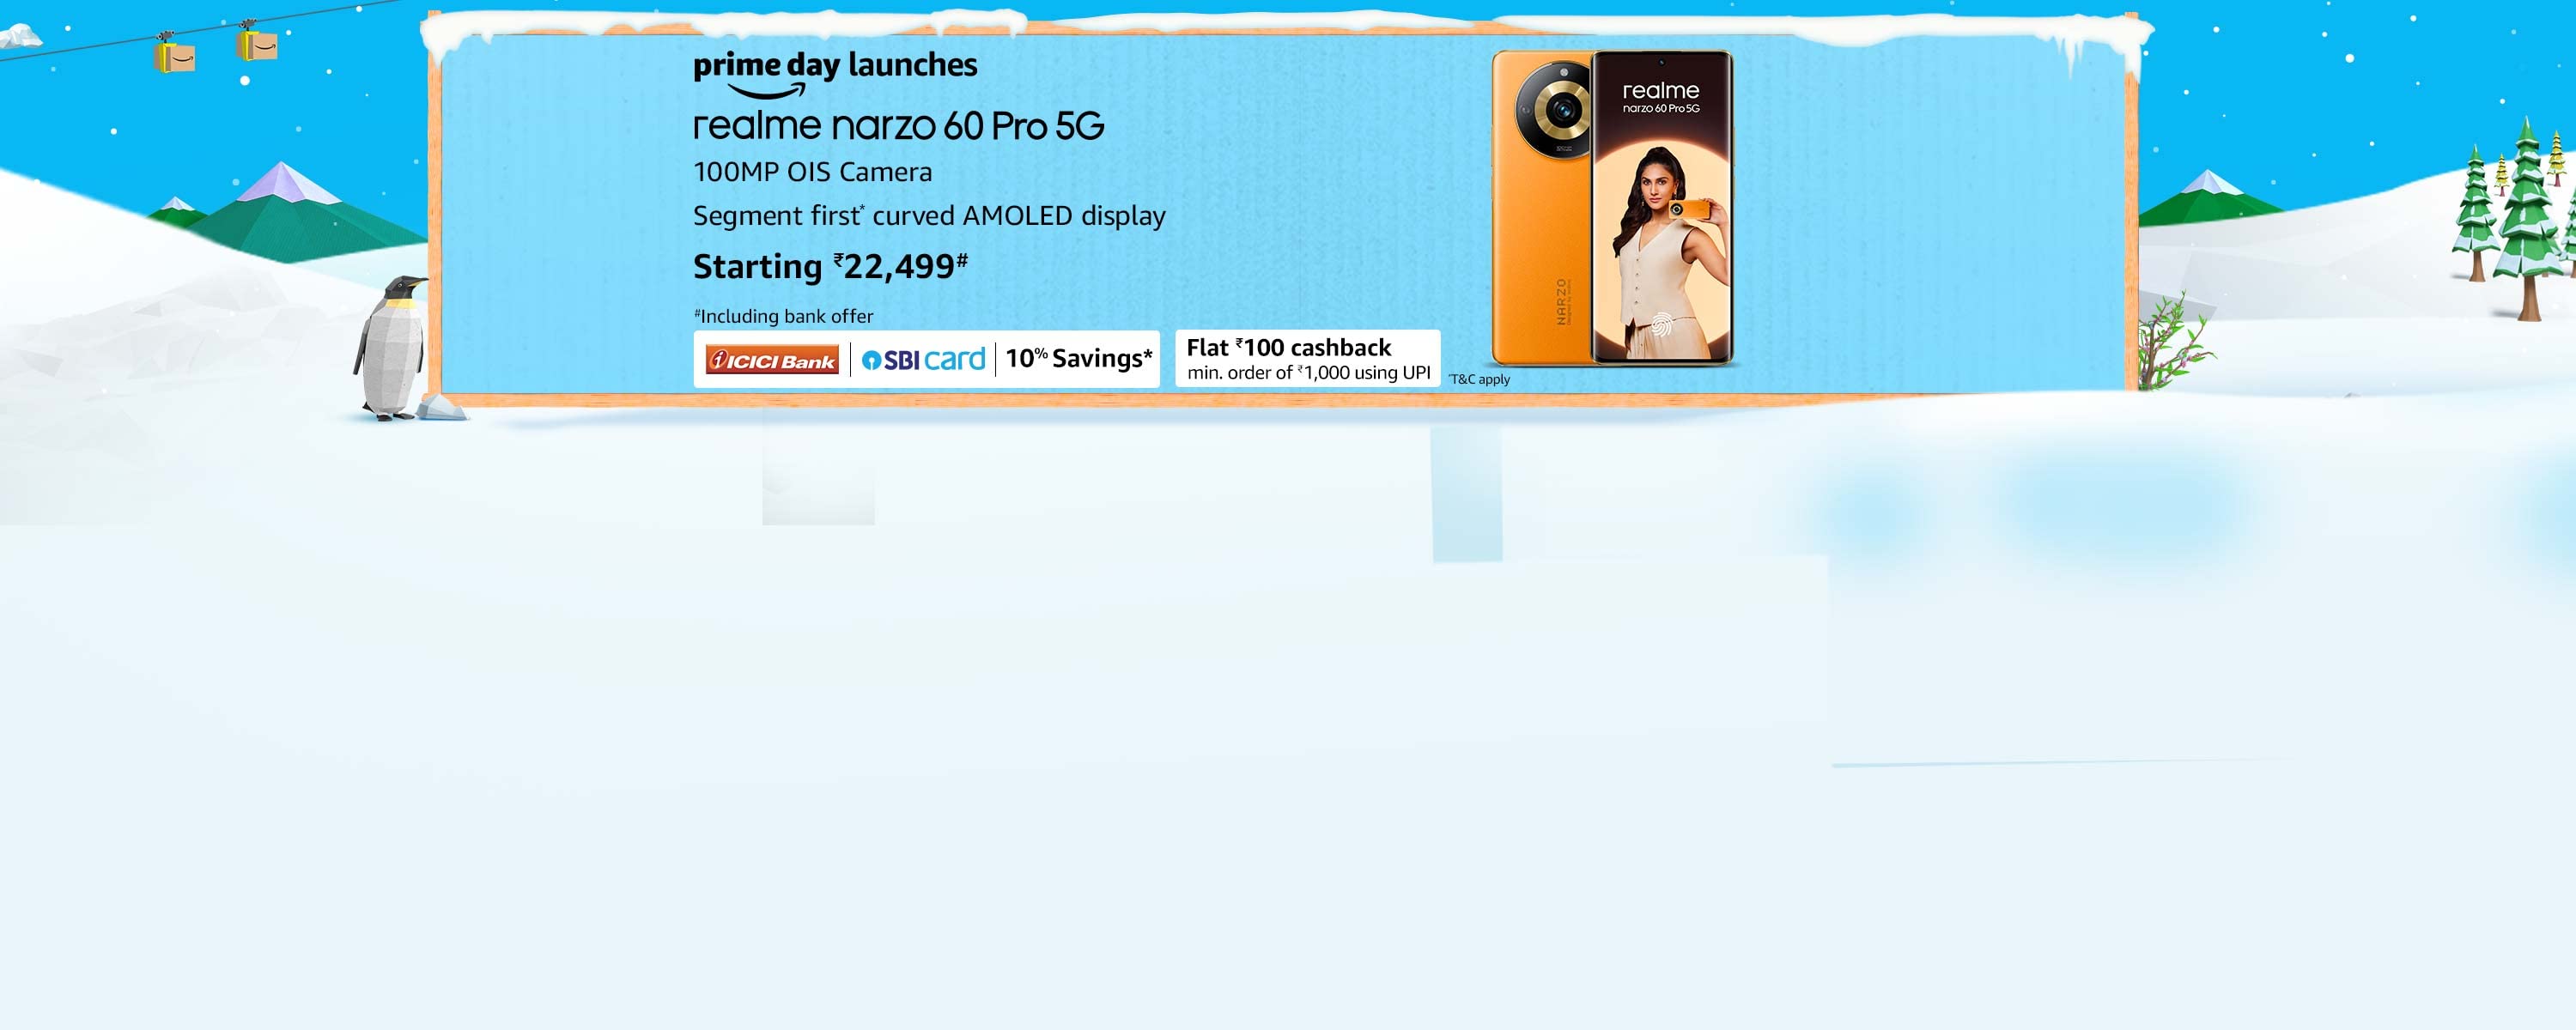 prime day launches
realme narzo 60 Pro 5G
100MP OIS Camera
Segment first* curved AMOLED display
Starting ₹22,499#
#Including bank offer
ICICI Bank
SBI card
10% Savings*
Flat ₹100 cashback
min. order of ₹1,000 using UPI
*T&C apply
realme
narzo 60 Pro 5G
NARZO